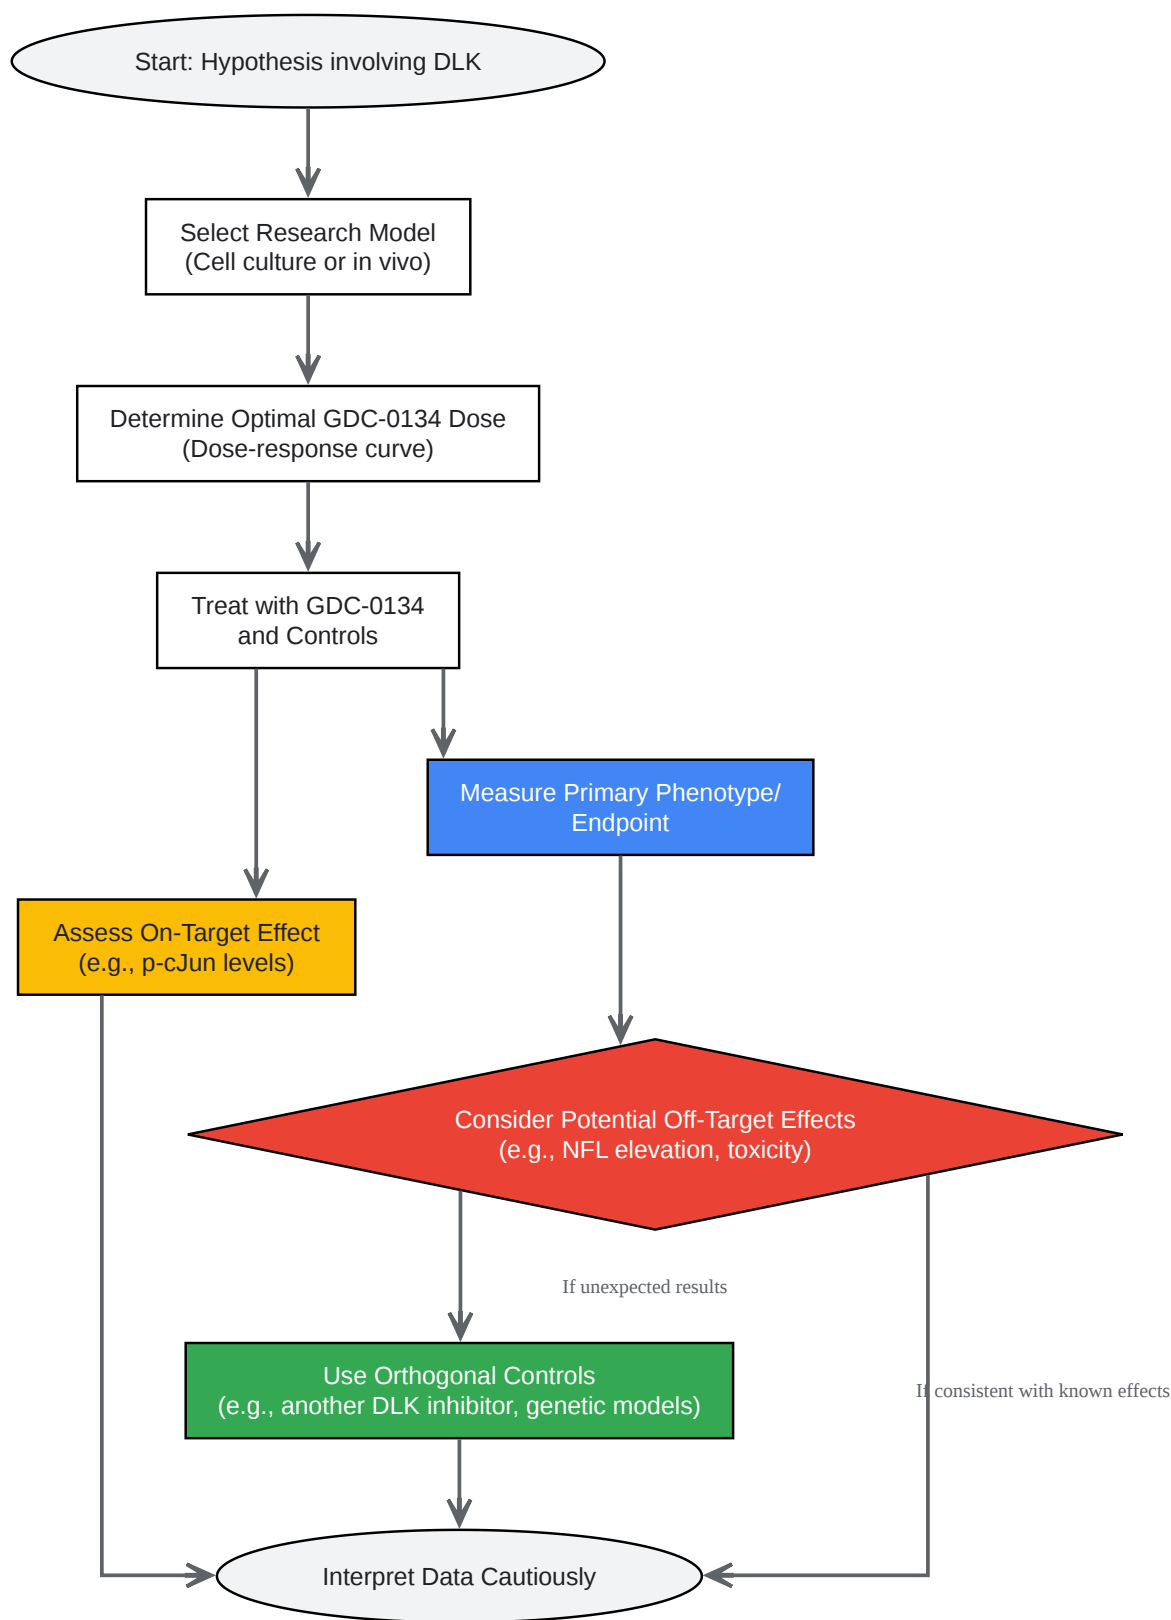 Start: Hypothesis involving DLK
Select Research Model
(Cell culture or in vivo)
Determine Optimal GDC-0134 Dose
(Dose-response curve)
Treat with GDC-0134
and Controls
Measure Primary Phenotype/
Endpoint
Assess On-Target Effect
(e.g., p-cJun levels)
Consider Potential Off-Target Effects
(e.g., NFL elevation, toxicity)
If unexpected results
Use Orthogonal Controls
(e.g., another DLK inhibitor, genetic models)
If consistent with known effects
Interpret Data Cautiously